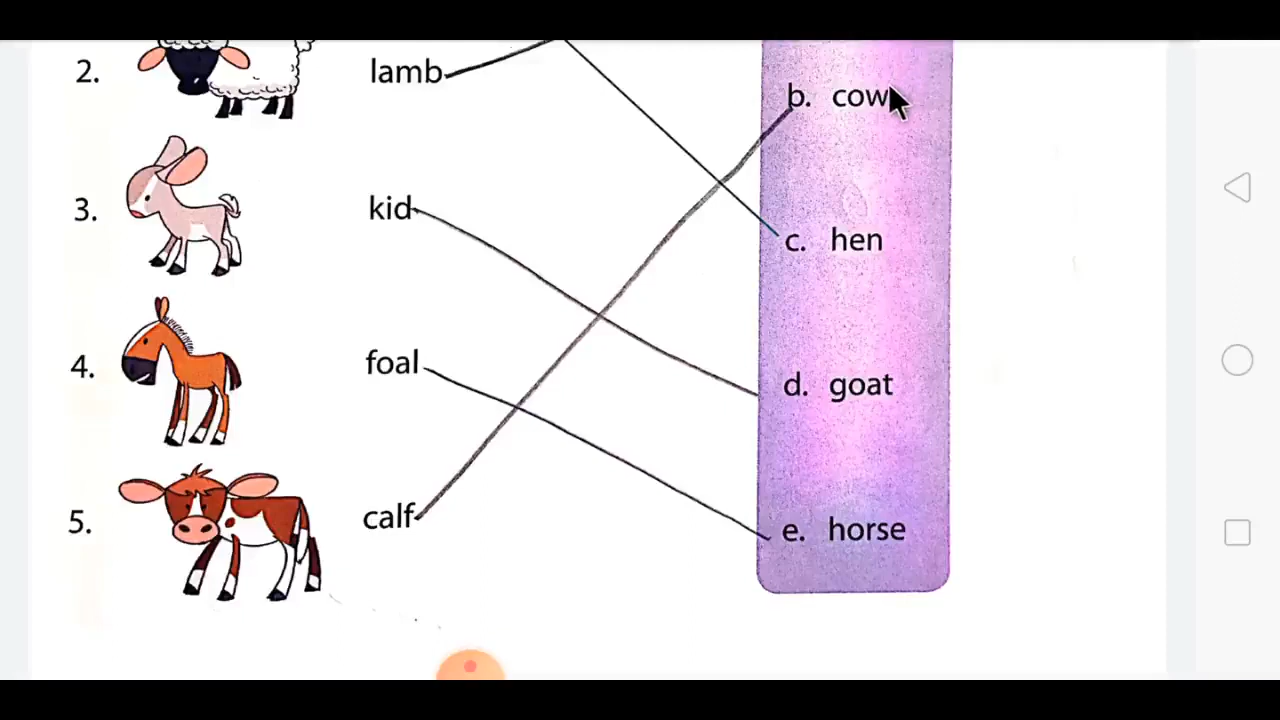 2. lamb
b. cow
3. kid
c. hen
4. foal
d. goat
5. calf
e. horse